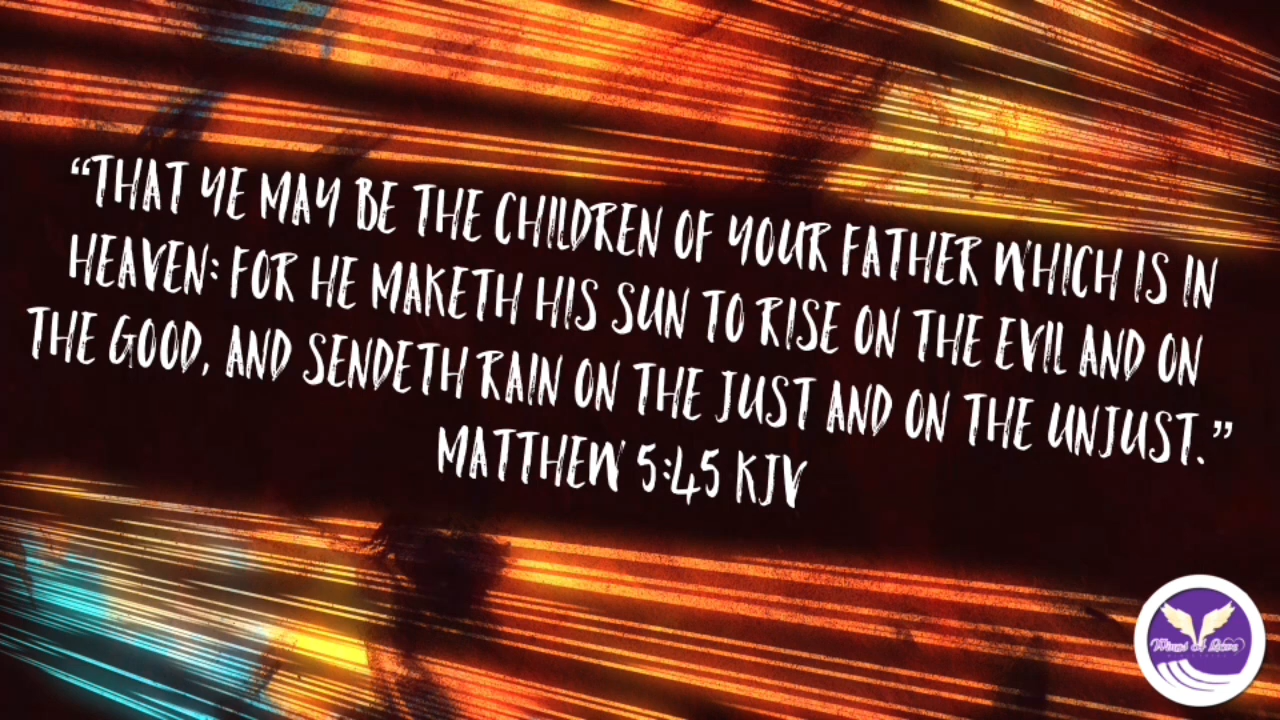 “THAT YE MAY BE THE CHILDREN OF YOUR FATHER WHICH IS IN
HEAVEN: FOR HE MAKETH HIS SUN TO RISE ON THE EVIL AND ON
THE GOOD, AND SENDETH RAIN ON THE JUST AND ON THE UNJUST.”
MATTHEW 5:45 KJV